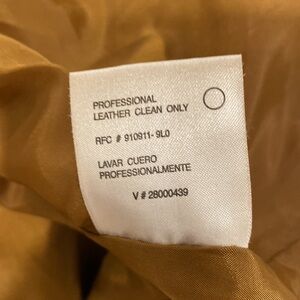 PROFESSIONAL
LEATHER CLEAN ONLY
RFC # 910911-9L0
LAVAR CUERO
PROFESSIONALMENTE
V # 28000439